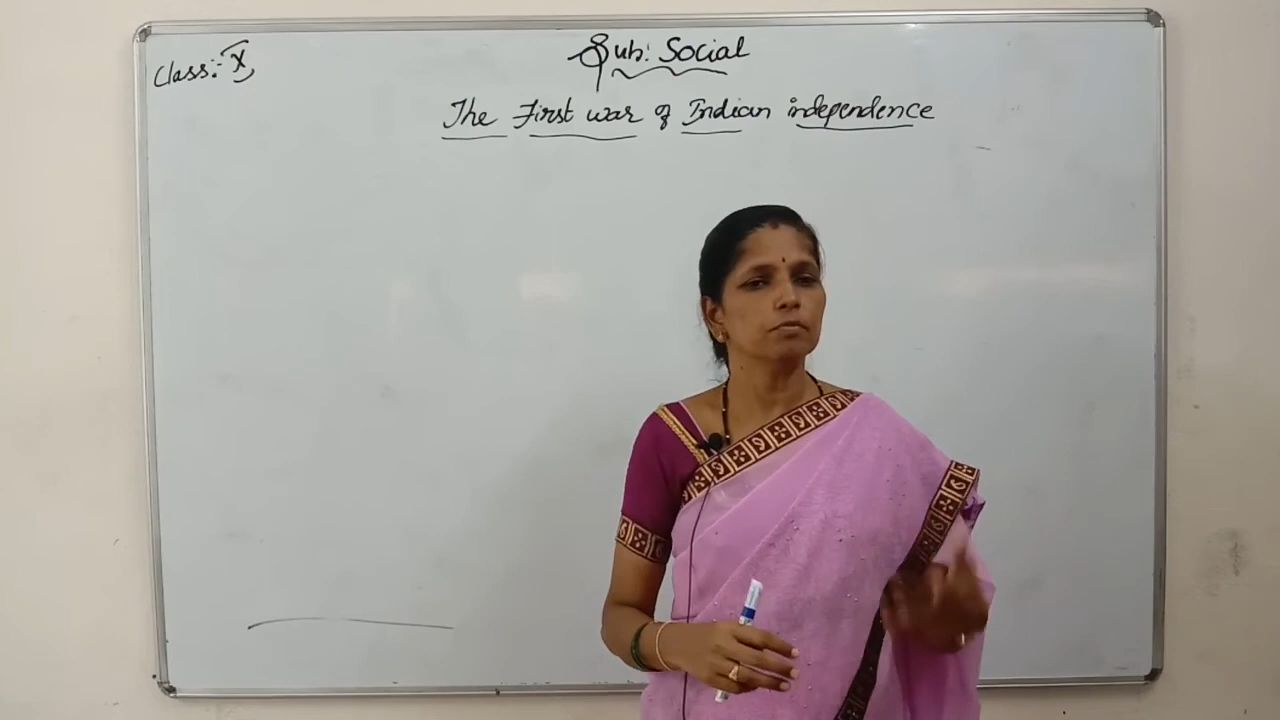 Class:- X
Sub: Social
The First war of Indian independence